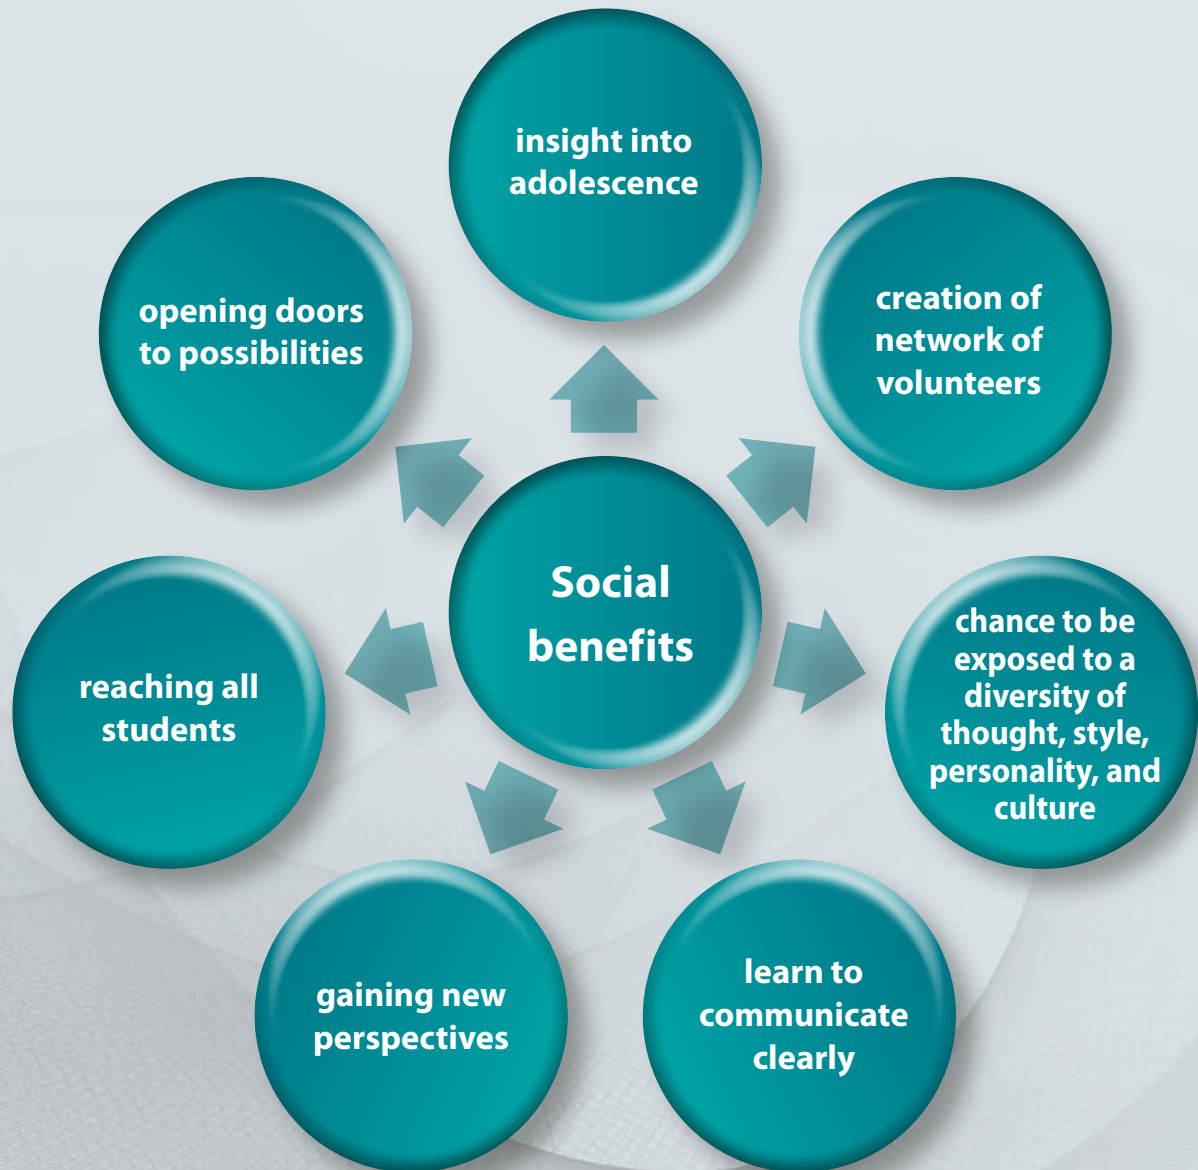 insight into
adolescence
creation of
network of
volunteers
chance to be
exposed to a
diversity of
thought, style,
personality, and
culture
learn to
communicate
clearly
gaining new
perspectives
reaching all
students
opening doors
to possibilities
Social
benefits